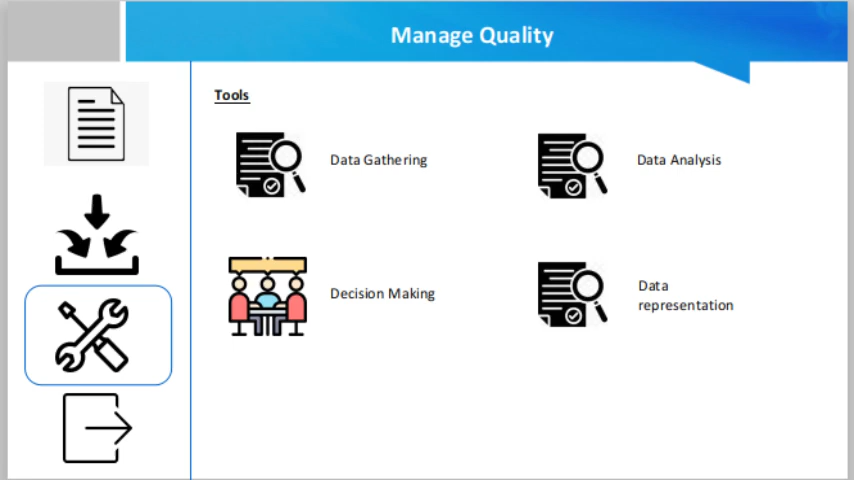 Manage Quality
Tools
Data Gathering
Data Analysis
Decision Making
Data
representation